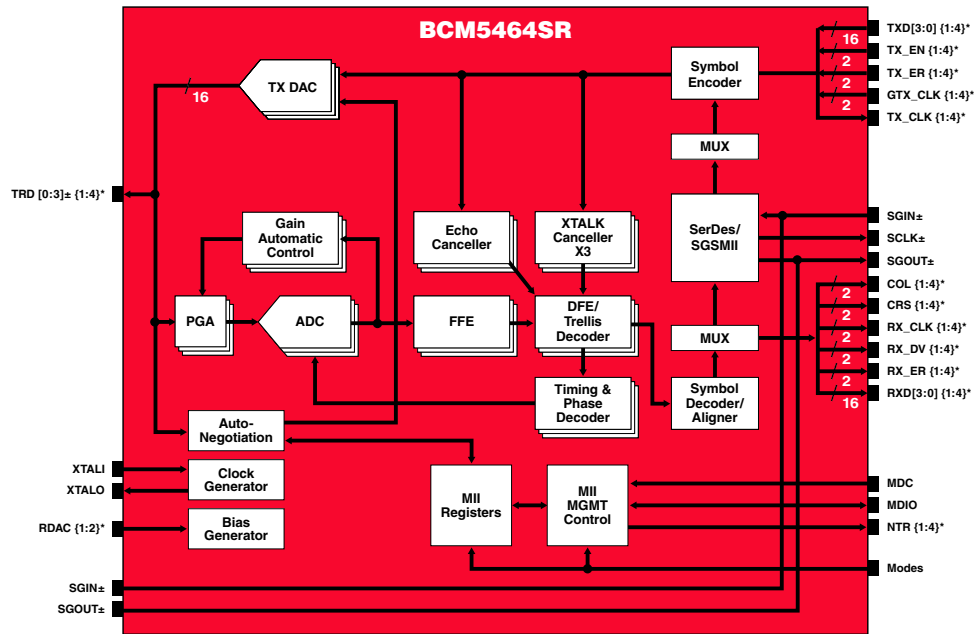 BCM5464SR
TXD[3:0] {1:4}*
16
TX_EN {1:4}*
2
TX_ER {1:4}*
2
GTX_CLK {1:4}*
2
TX_CLK {1:4}*
Symbol
Encoder
TX DAC
16
MUX
TRD [0:3]± {1:4}*
Gain
Automatic
Control
Echo
Canceller
XTALK
Canceller
X3
SerDes/
SGSMII
SGIN±
SCLK±
SGOUT±
COL {1:4}*
2
CRS {1:4}*
2
RX_CLK {1:4}*
2
RX_DV {1:4}*
2
RX_ER {1:4}*
2
RXD[3:0] {1:4}*
16
PGA
ADC
FFE
DFE/
Trellis
Decoder
MUX
Timing &
Phase
Decoder
Symbol
Decoder/
Aligner
Auto-
Negotiation
XTALI
XTALO
Clock
Generator
RDAC {1:2}*
Bias
Generator
MII
Registers
MII
MGMT
Control
MDC
MDIO
NTR {1:4}*
Modes
SGIN±
SGOUT±